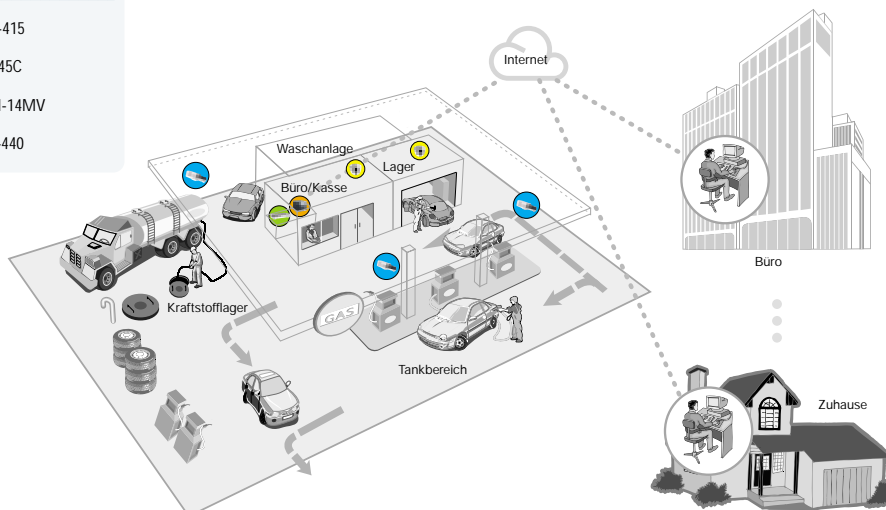 -415
45C
-14MV
-440
Internet
Waschanlage
Lager
Büro/Kasse
Kraftstofflager
GAS
Tankbereich
Büro
Zuhause